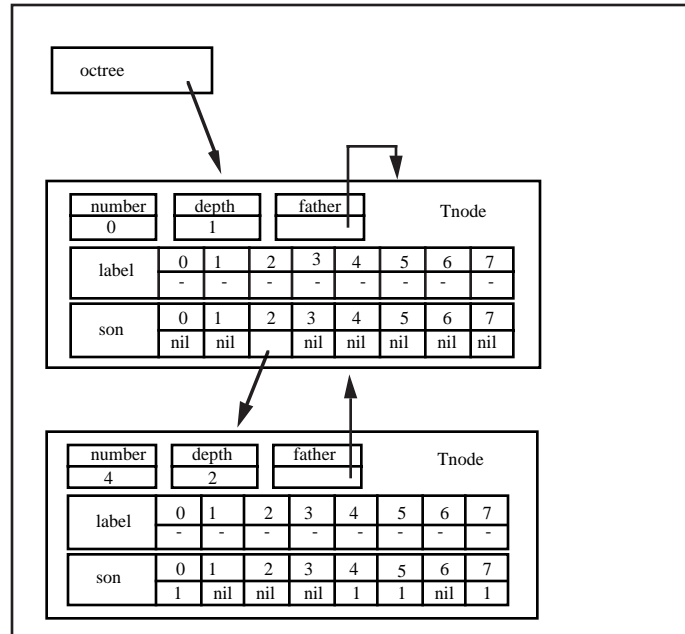 octree
number depth father Tnode
0 1
label 0 1 2 3 4 5 6 7
- - - - - - - -
son 0 1 2 3 4 5 6 7
nil nil nil nil nil nil nil
number depth father Tnode
4 2
label 0 1 2 3 4 5 6 7
- - - - - - - -
son 0 1 2 3 4 5 6 7
1 nil nil nil 1 1 nil 1